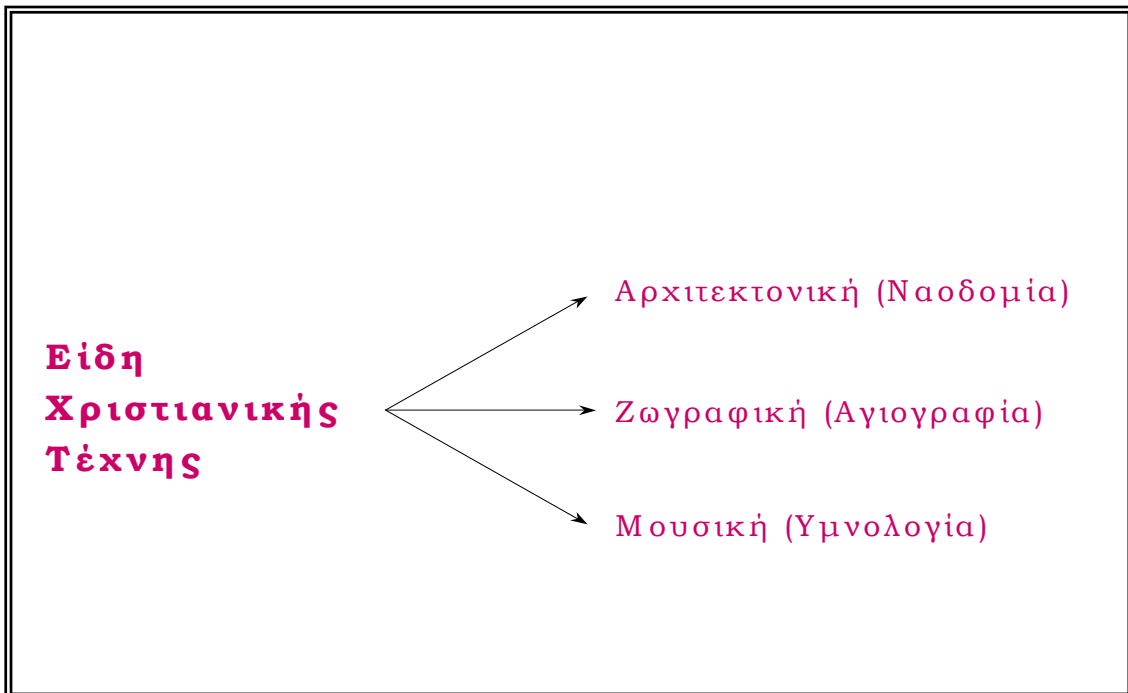 Είδη
Χριστιανικής
Τέχνης
Αρχιτεκτονική (Ναοδομία)
Ζωγραφική (Αγιογραφία)
Μουσική (Υμνολογία)